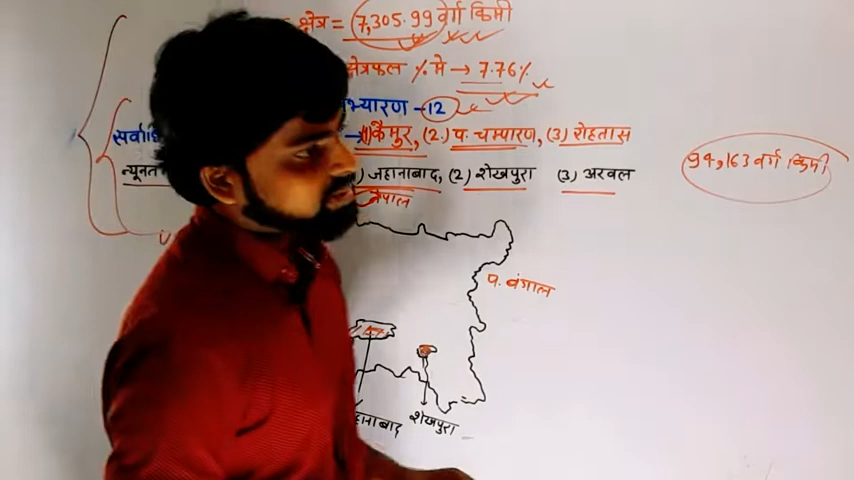 क्षेत्र = 7,305.99 वर्ग किमी
क्षेत्रफल % मे → 7.76%
भ्यारण - 12
सर्वाधि → (1) कैमुर, (2.) प. चम्पारण, (3) रोहतास
न्यूनत ) जहानाबाद, (2) शेखपुरा (3) अरवल
94,163 वर्ग किमी
नेपाल
प. बंगाल
हानाबाद
शेखपुरा